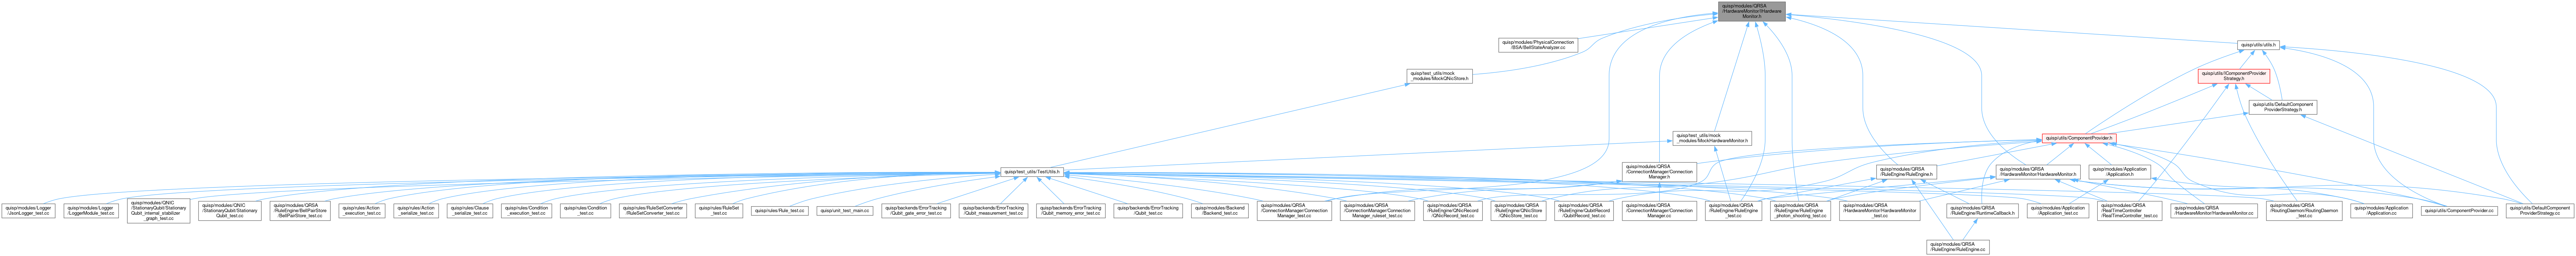 quisp/modules/QRSA
/HardwareMonitor/IHardware
Monitor.h
quisp/modules/PhysicalConnection
/BSA/BellStateAnalyzer.cc
quisp/utils/utils.h
quisp/test_utils/mock
_modules/MockQNicStore.h
quisp/utils/IComponentProvider
Strategy.h
quisp/utils/DefaultComponent
ProviderStrategy.h
quisp/test_utils/mock
_modules/MockHardwareMonitor.h
quisp/utils/ComponentProvider.h
quisp/test_utils/TestUtils.h
quisp/modules/QRSA
/ConnectionManager/Connection
Manager.h
quisp/modules/QRSA
/RuleEngine/RuleEngine.h
quisp/modules/QRSA
/HardwareMonitor/HardwareMonitor.h
quisp/modules/Application
/Application.h
quisp/modules/Logger
/JsonLogger_test.cc
quisp/modules/Logger
/LoggerModule_test.cc
quisp/modules/QNIC
/StationaryQubit/Stationary
Qubit_internal_stabilizer
_graph_test.cc
quisp/modules/QNIC
/StationaryQubit/Stationary
Qubit_test.cc
quisp/modules/QRSA
/RuleEngine/BellPairStore
/BellPairStore_test.cc
quisp/rules/Action
_execution_test.cc
quisp/rules/Action
_serialize_test.cc
quisp/rules/Clause
_serialize_test.cc
quisp/rules/Condition
_execution_test.cc
quisp/rules/Condition
_test.cc
quisp/rules/RuleSetConverter
/RuleSetConverter_test.cc
quisp/rules/RuleSet
_test.cc
quisp/rules/Rule_test.cc
quisp/unit_test_main.cc
quisp/backends/ErrorTracking
/Qubit_gate_error_test.cc
quisp/backends/ErrorTracking
/Qubit_measurement_test.cc
quisp/backends/ErrorTracking
/Qubit_memory_error_test.cc
quisp/backends/ErrorTracking
/Qubit_test.cc
quisp/modules/Backend
/Backend_test.cc
quisp/modules/QRSA
/ConnectionManager/Connection
Manager_test.cc
quisp/modules/QRSA
/ConnectionManager/Connection
Manager_ruleset_test.cc
quisp/modules/QRSA
/RuleEngine/QNicRecord
/QNicRecord_test.cc
quisp/modules/QRSA
/RuleEngine/QNicStore
/QNicStore_test.cc
quisp/modules/QRSA
/RuleEngine/QubitRecord
/QubitRecord_test.cc
quisp/modules/QRSA
/ConnectionManager/Connection
Manager.cc
quisp/modules/QRSA
/RuleEngine/RuleEngine
_test.cc
quisp/modules/QRSA
/RuleEngine/RuleEngine
_photon_shooting_test.cc
quisp/modules/QRSA
/HardwareMonitor/HardwareMonitor
_test.cc
quisp/modules/QRSA
/RuleEngine/RuntimeCallback.h
quisp/modules/Application
/Application_test.cc
quisp/modules/QRSA
/RealTimeController
/RealTimeController_test.cc
quisp/modules/QRSA
/HardwareMonitor/HardwareMonitor.cc
quisp/modules/QRSA
/RoutingDaemon/RoutingDaemon
_test.cc
quisp/modules/Application
/Application.cc
quisp/utils/ComponentProvider.cc
quisp/utils/DefaultComponent
ProviderStrategy.cc
quisp/modules/QRSA
/RuleEngine/RuleEngine.cc